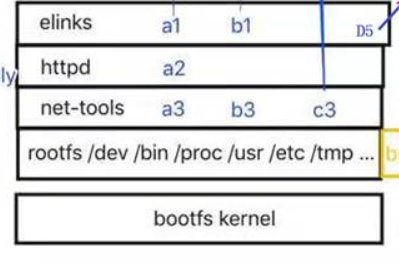 elinks a1 b1 D5
ly httpd a2
net-tools a3 b3 c3
rootfs /dev /bin /proc /usr /etc /tmp ... b
bootfs kernel